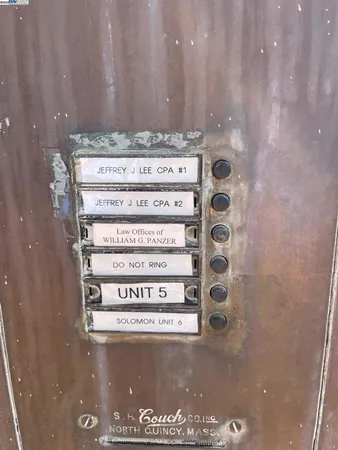 JEFFREY J LEE CPA #1
JEFFREY J LEE CPA #2
Law Offices of
WILLIAM G. PANZER
DO NOT RING
UNIT 5
SOLOMON UNIT 6
S. H. Couch CO. INC
NORTH QUINCY, MASS.